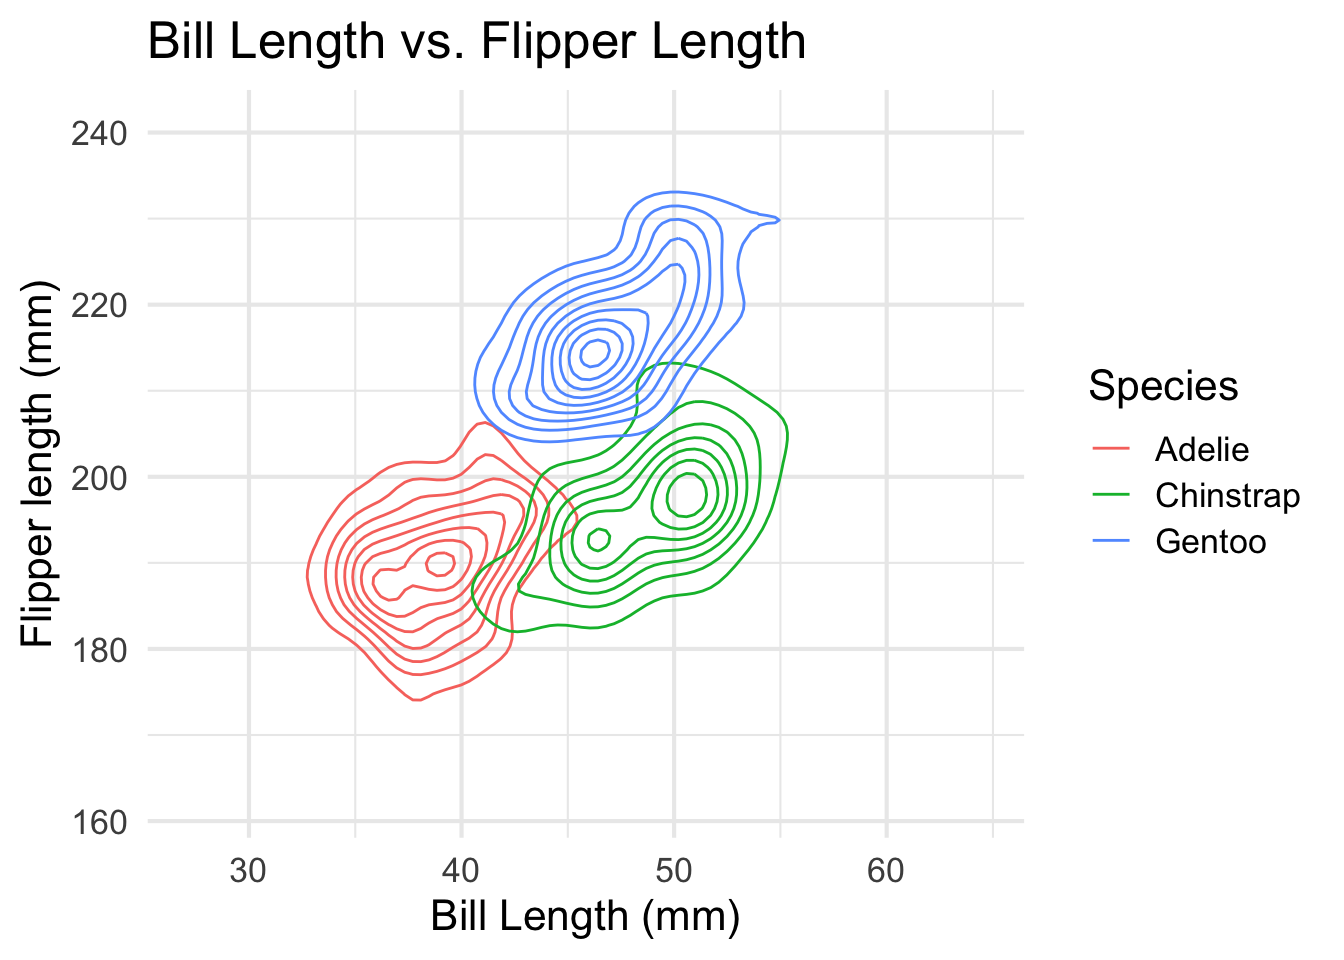 Bill Length vs. Flipper Length
240
220
200
180
160
Flipper length (mm)
30 40 50 60
Bill Length (mm)
Species
Adelie
Chinstrap
Gentoo